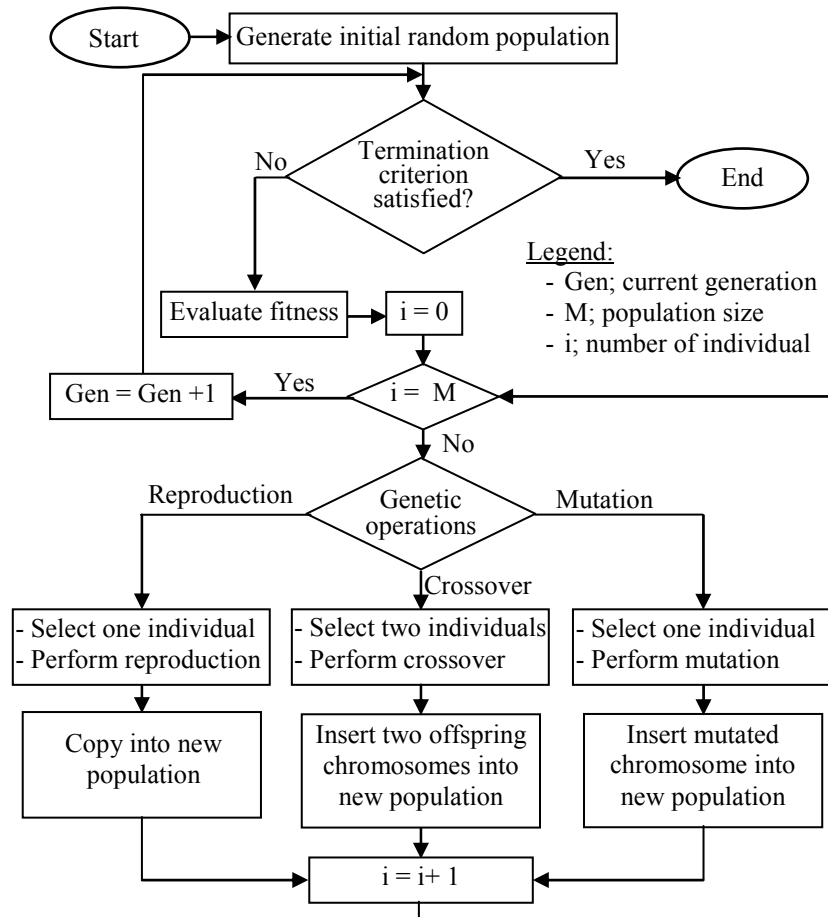 Start
Generate initial random population
Termination
criterion
satisfied?
No
Yes
End
Legend:
- Gen; current generation
- M; population size
- i; number of individual
Evaluate fitness
i = 0
Gen = Gen +1
Yes
i = M
No
Reproduction
Genetic
operations
Mutation
Crossover
- Select one individual
- Perform reproduction
- Select two individuals
- Perform crossover
- Select one individual
- Perform mutation
Copy into new
population
Insert two offspring
chromosomes into
new population
Insert mutated
chromosome into
new population
i = i+ 1